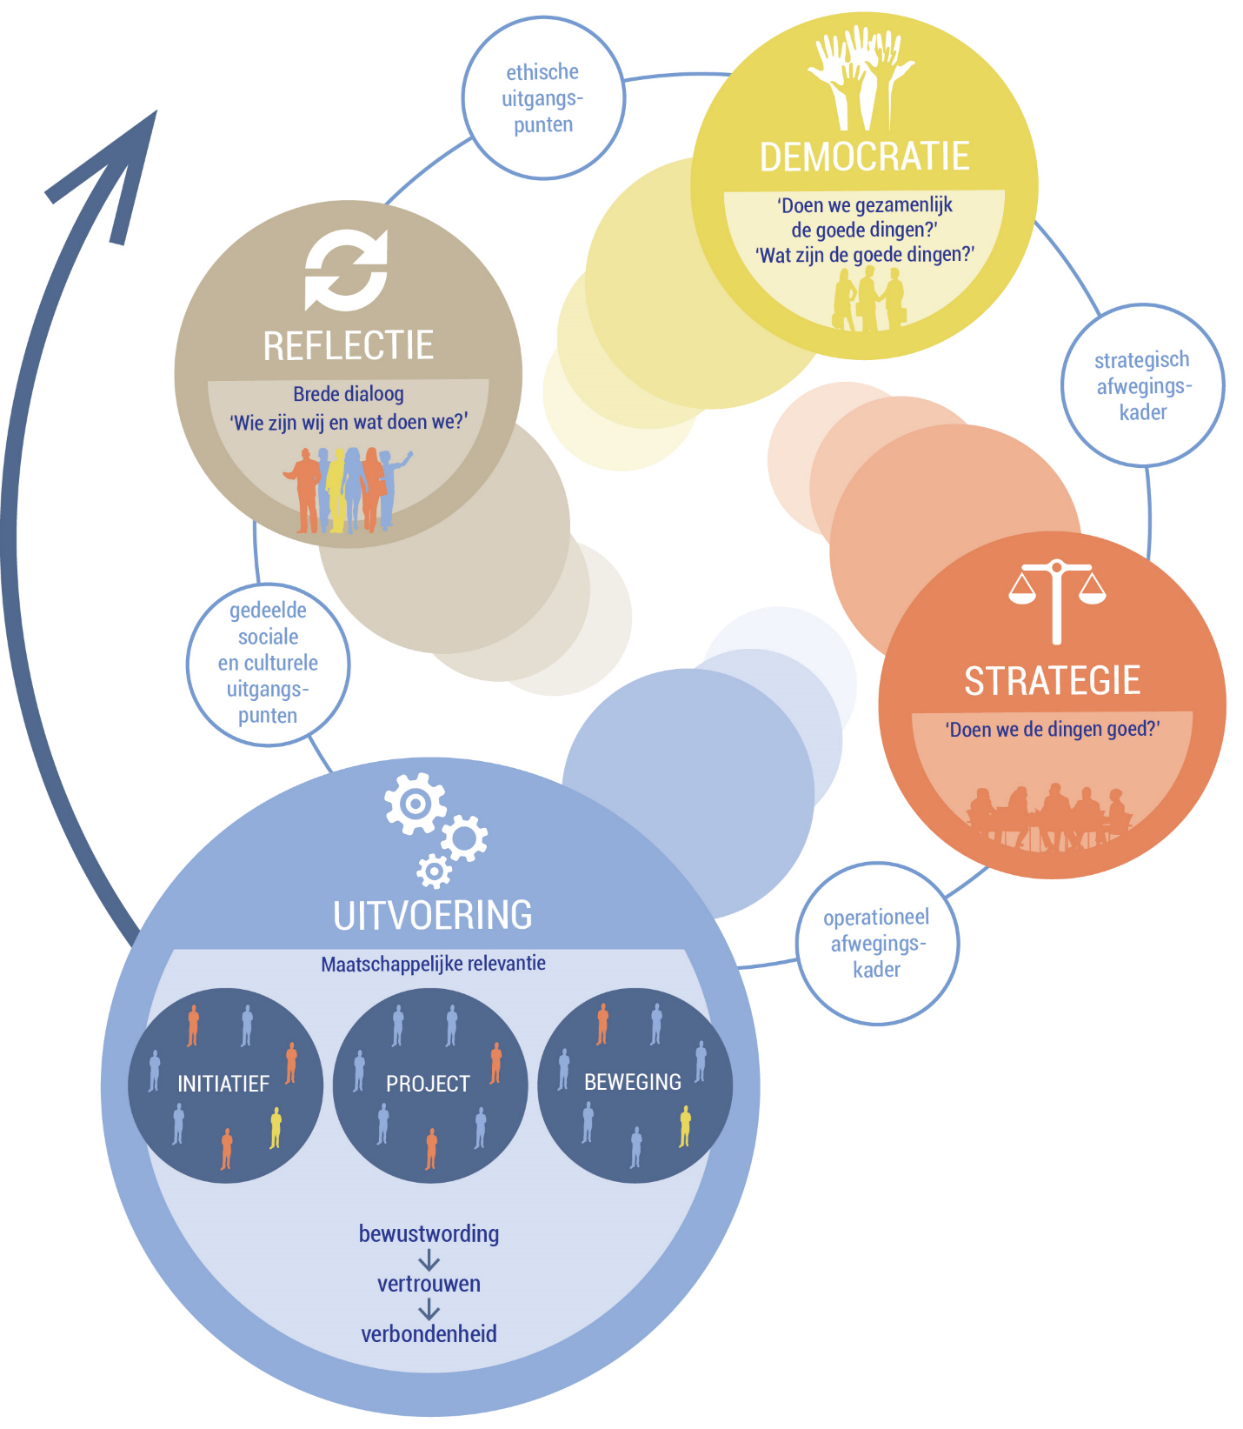 ethische
uitgangs-
punten
DEMOCRATIE
‘Doen we gezamenlijk
de goede dingen?’
‘Wat zijn de goede dingen?’
REFLECTIE
Brede dialoog
‘Wie zijn wij en wat doen we?’
strategisch
afwegings-
kader
gedeelde
sociale
en culturele
uitgangs-
punten
STRATEGIE
‘Doen we de dingen goed?’
UITVOERING
Maatschappelijke relevantie
operationeel
afwegings-
kader
INITIATIEF
PROJECT
BEWEGING
bewustwording
vertrouwen
verbondenheid